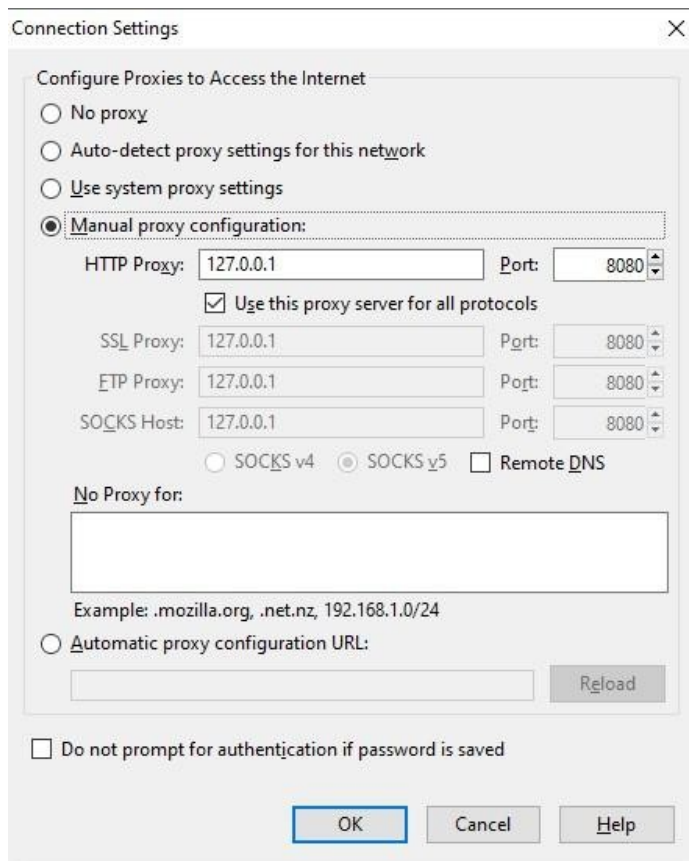 Connection Settings
Configure Proxies to Access the Internet
No proxy
Auto-detect proxy settings for this network
Use system proxy settings
Manual proxy configuration:
HTTP Proxy: 127.0.0.1 Port: 8080
Use this proxy server for all protocols
SSL Proxy: 127.0.0.1 Port: 8080
FTP Proxy: 127.0.0.1 Port: 8080
SOCKS Host: 127.0.0.1 Port: 8080
SOCKS v4 SOCKS v5 Remote DNS
No Proxy for:
Example: .mozilla.org, .net.nz, 192.168.1.0/24
Automatic proxy configuration URL:
Reload
Do not prompt for authentication if password is saved
OK Cancel Help